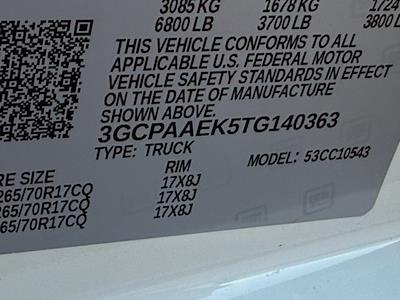 3085 KG 1678 KG 1724
6800 LB 3700 LB 3800
THIS VEHICLE CONFORMS TO ALL
APPLICABLE U.S. FEDERAL MOTOR
VEHICLE SAFETY STANDARDS IN EFFECT
ON THE DATE OF MANUFACTURE
SHOWN ABOVE.
3GCPAAEK5TG140363
TYPE: TRUCK MODEL: 53CC10543
RE SIZE RIM
265/70R17CQ 17X8J
265/70R17CQ 17X8J
65/70R17CQ 17X8J